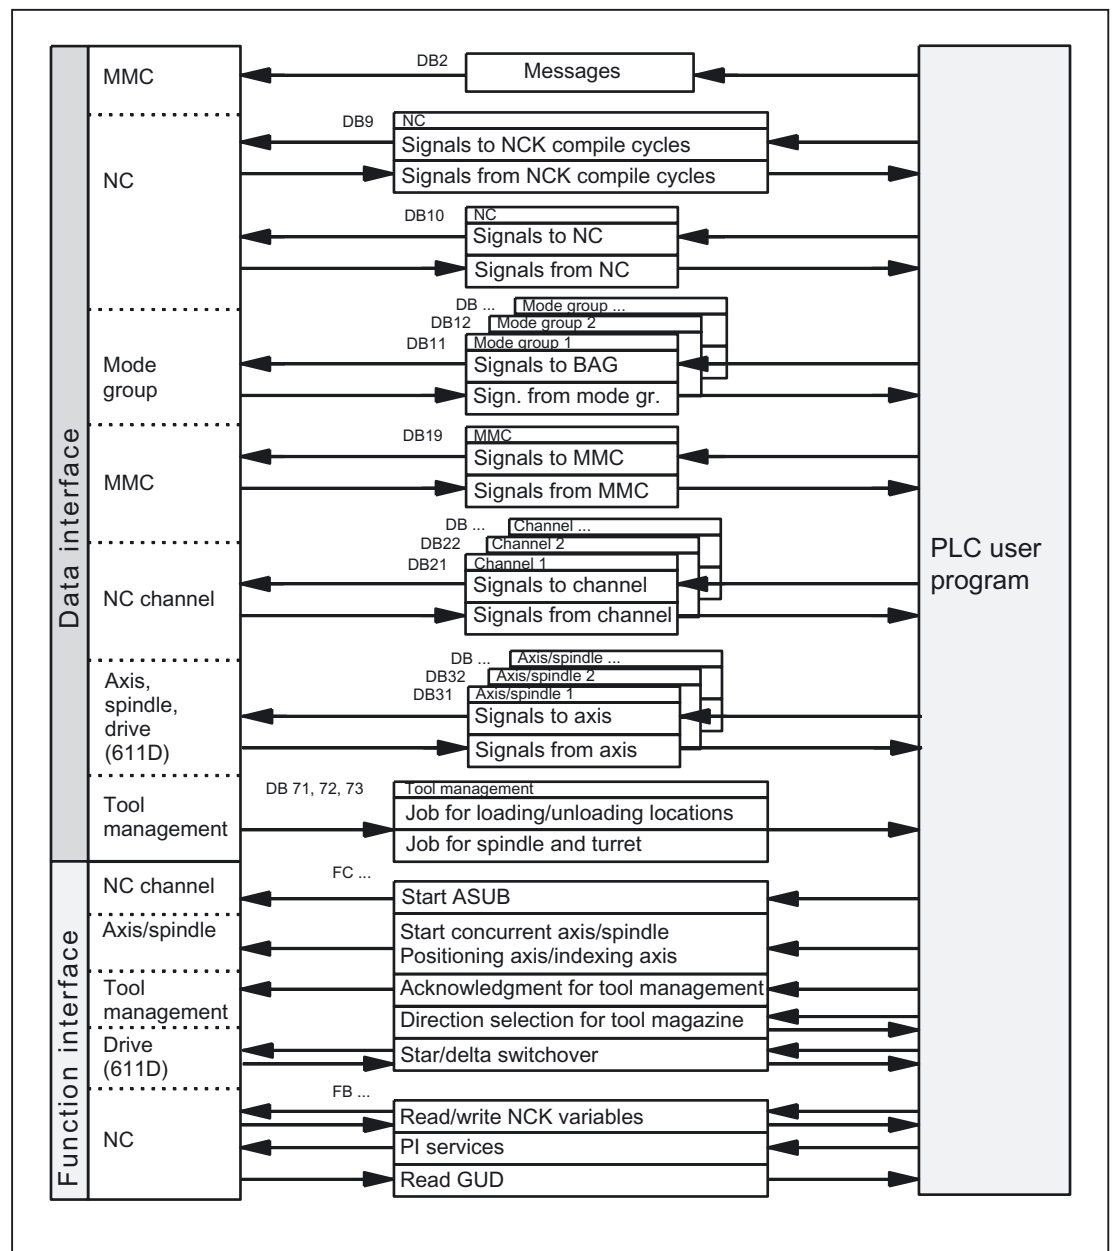 Data interface
Function interface
MMC
DB2
Messages
NC
DB9
NC
Signals to NCK compile cycles
Signals from NCK compile cycles
DB10
NC
Signals to NC
Signals from NC
DB ...
Mode group ...
DB12
Mode group 2
DB11
Mode group 1
Mode
group
Signals to BAG
Sign. from mode gr.
DB19
MMC
MMC
Signals to MMC
Signals from MMC
DB ...
Channel ...
DB22
Channel 2
DB21
Channel 1
NC channel
Signals to channel
Signals from channel
PLC user
program
DB ...
Axis/spindle ...
DB32
Axis/spindle 2
DB31
Axis/spindle 1
Axis,
spindle,
drive
(611D)
Signals to axis
Signals from axis
DB 71, 72, 73
Tool management
Tool
management
Job for loading/unloading locations
Job for spindle and turret
FC ...
NC channel
Start ASUB
Axis/spindle
Start concurrent axis/spindle
Positioning axis/indexing axis
Tool
management
Acknowledgment for tool management
Direction selection for tool magazine
Drive
(611D)
Star/delta switchover
FB ...
NC
Read/write NCK variables
PI services
Read GUD